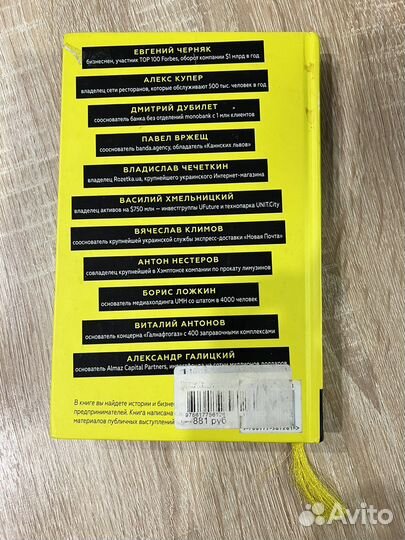 ЕВГЕНИЙ ЧЕРНЯК
бизнесмен, участник TOP 100 Forbes, оборот компании $1 млрд в год
АЛЕКС КУПЕР
владелец сети ресторанов, которые обслуживают 500 тыс. человек в год
ДМИТРИЙ ДУБИЛЕТ
сооснователь банка без отделений monobank с 1 млн клиентов
ПАВЕЛ ВРЖЕЩ
сооснователь banda.agency, обладатель «Каннских львов»
ВЛАДИСЛАВ ЧЕЧЕТКИН
владелец Rozetka.ua, крупнейшего украинского Интернет-магазина
ВАСИЛИЙ ХМЕЛЬНИЦКИЙ
владелец активов на $750 млн — инвестгруппы UFuture и технопарка UNIT.City
ВЯЧЕСЛАВ КЛИМОВ
сооснователь крупнейшей украинской службы экспресс-доставки «Новая Почта»
АНТОН НЕСТЕРОВ
совладелец крупнейшей в Хэмптоне компании по прокату лимузинов
БОРИС ЛОЖКИН
основатель медиахолдинга UMH со штатом в 4000 человек
ВИТАЛИЙ АНТОНОВ
основатель концерна «Галнафтогаз» с 400 заправочными комплексами
АЛЕКСАНДР ГАЛИЦКИЙ
основатель Almaz Capital Partners,
В книге вы найдете истории и
предпринимателей. Книга написана
материалов публичных выступлений
881 руб
Avito